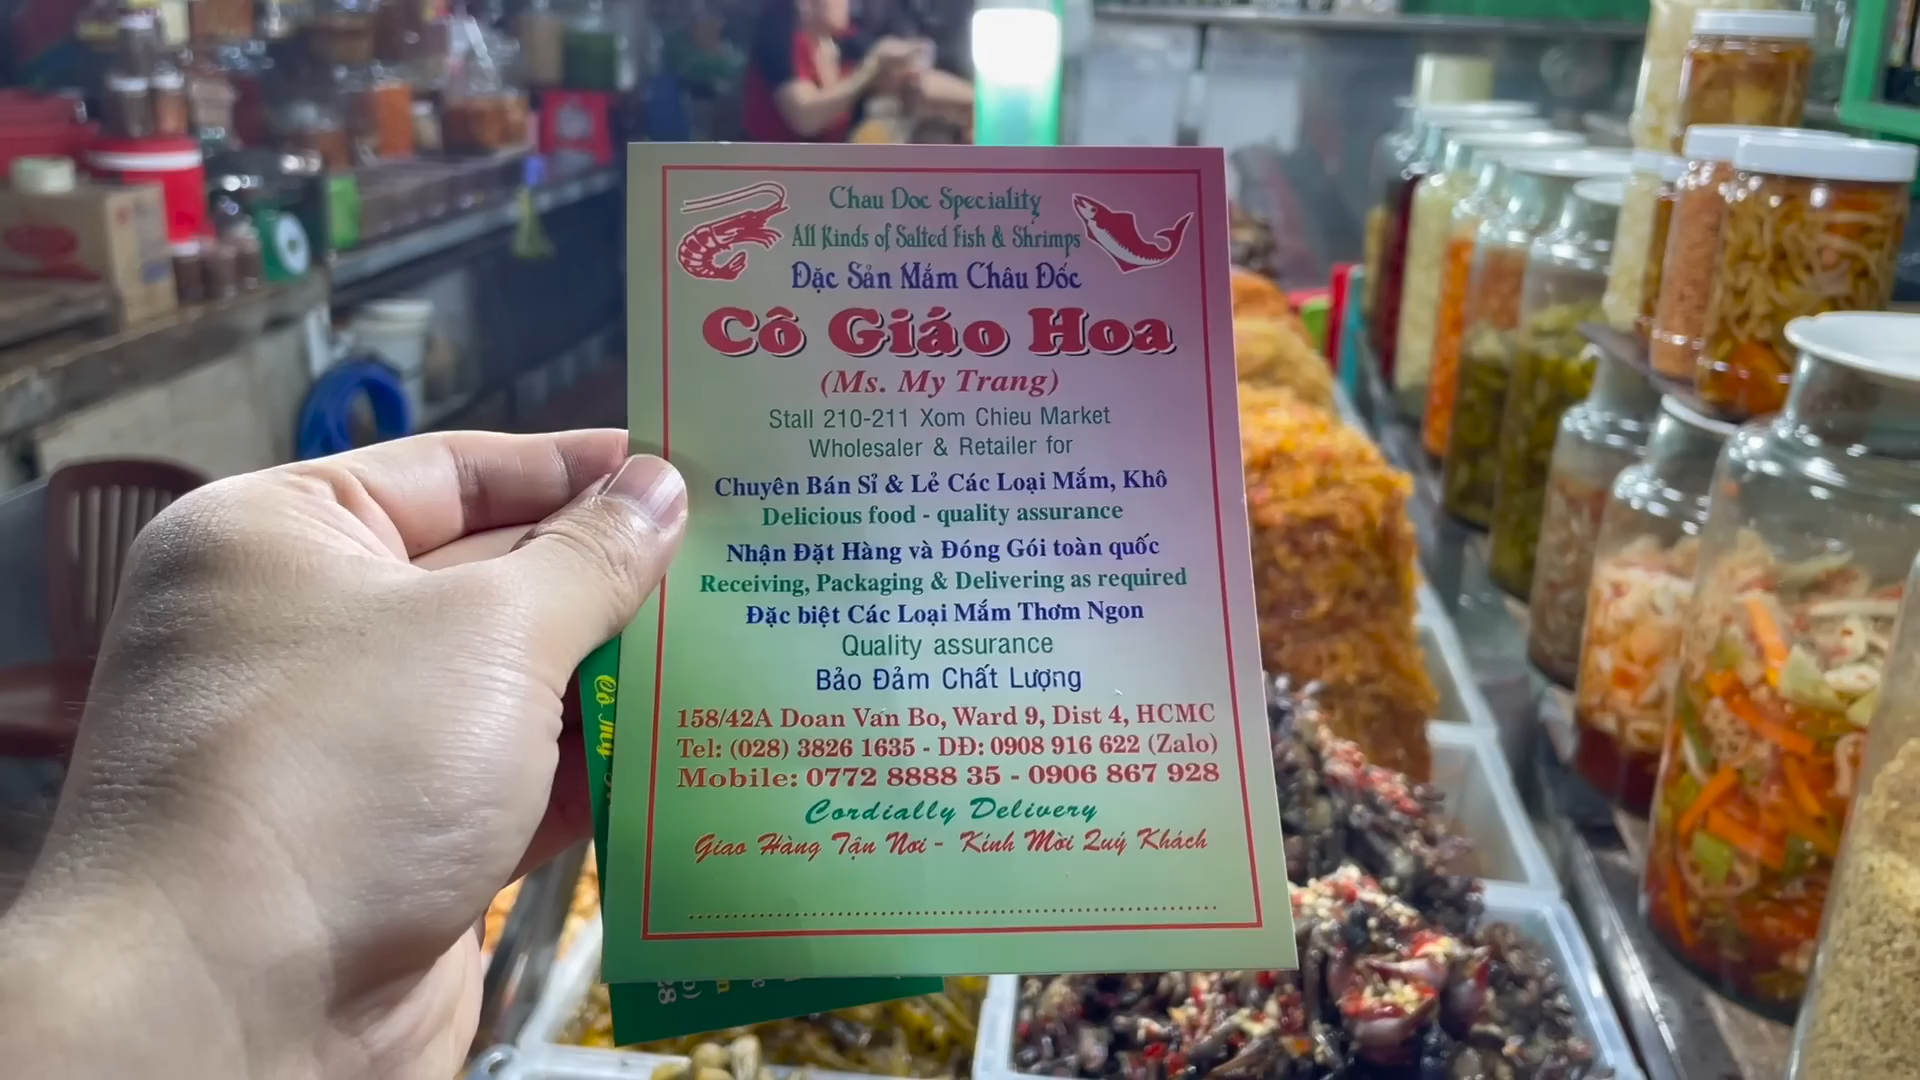 Chau Doc Speciality
All Kinds of Salted Fish & Shrimps
Đặc Sản Mắm Châu Đốc
Cô Giáo Hoa
(Ms. My Trang)
Stall 210-211 Xom Chieu Market
Wholesaler & Retailer for
Chuyên Bán Sỉ & Lẻ Các Loại Mắm, Khô
Delicious food - quality assurance
Nhận Đặt Hàng và Đóng Gói toàn quốc
Receiving, Packaging & Delivering as required
Đặc biệt Các Loại Mắm Thơm Ngon
Quality assurance
Bảo Đảm Chất Lượng
158/42A Doan Van Bo, Ward 9, Dist 4, HCMC
Tel: (028) 3826 1635 - DĐ: 0908 916 622 (Zalo)
Mobile: 0772 8888 35 - 0906 867 928
Cordially Delivery
Giao Hàng Tận Nơi - Kính Mời Quý Khách
Cô My
28